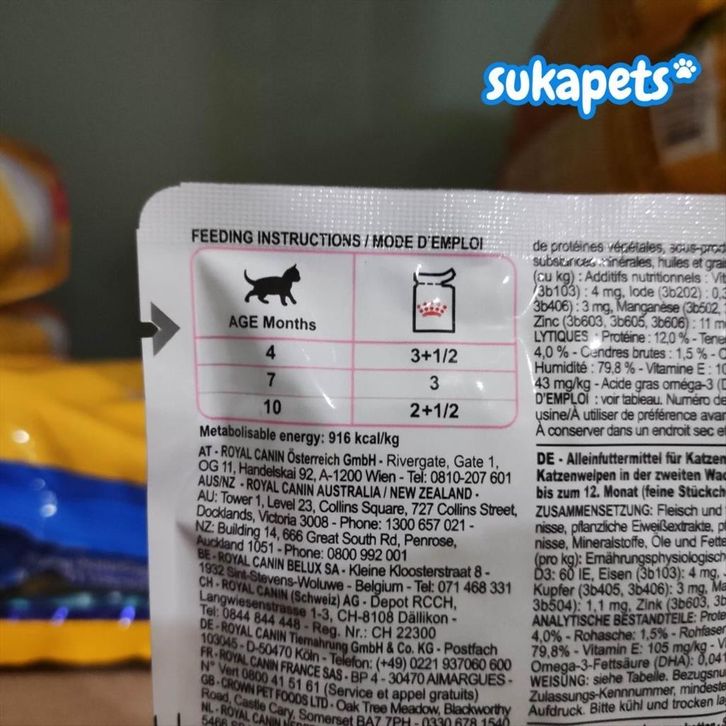 sukapets
FEEDING INSTRUCTIONS / MODE D'EMPLOI
AGE Months
4 3+1/2
7 3
10 2+1/2
Metabolisable energy: 916 kcal/kg
AT - ROYAL CANIN Österreich GmbH - Rivergate, Gate 1,
OG 11, Handelskai 92, A-1200 Wien - Tel: 0810-207 601
AUS/NZ - ROYAL CANIN AUSTRALIA / NEW ZEALAND -
AU: Tower 1, Level 23, Collins Square, 727 Collins Street,
Docklands, Victoria 3008 - Phone: 1300 657 021 -
NZ: Building 14, 666 Great South Rd, Penrose,
Auckland 1051 - Phone: 0800 992 001
BE - ROYAL CANIN BELUX SA - Kleine Kloosterstraat 8 -
1932 Sint-Stevens-Woluwe - Belgium - Tel: 071 468 331
CH - ROYAL CANIN (Schweiz) AG - Depot RCCH,
Langwiesenstrasse 1-3, CH-8108 Dällikon -
Tel: 0844 844 448 - Reg. Nr.: CH 22300
DE - ROYAL CANIN Tiernahrung GmbH & Co. KG - Postfach
103045 - D-50470 Köln - Telefon: (+49) 0221 937060 600
FR - ROYAL CANIN FRANCE SAS - BP 4 - 30470 AIMARGUES -
N° Vert 0800 41 51 61 (Service et appel gratuits)
GB - CROWN PET FOODS LTD - Oak Tree Meadow, Blackworthy
Road, Castle Cary, Somerset BA7 7PH - 0330 678 1540
NL - ROYAL CANIN
de protéines végétales, sous-prod
substances minérales, huiles et grai
(au kg) : Additifs nutritionnels : Vit
3b103) : 4 mg, Iode (3b202) : 0.3
3b406) : 3 mg, Manganèse (3b502,
Zinc (3b603, 3b605, 3b606) : 11 m
LYTIQUES : Protéine : 12,0 % - Tene
4,0 % - Cendres brutes : 1,5 % - C
Humidité : 79,8 % - Vitamine E : 10
43 mg/kg - Acide gras oméga-3 (D
D'EMPLOI : voir tableau. Numéro de
usine/À utiliser de préférence avan
À conserver dans un endroit sec et
DE - Alleinfuttermittel für Katzen
Katzenwelpen in der zweiten Wac
bis zum 12. Monat (feine Stückch
ZUSAMMENSETZUNG: Fleisch und
nisse, pflanzliche Eiweißextrakte,
nisse, Mineralstoffe, Öle und Fette
(pro kg): Ernährungsphysiologisch
D3: 60 IE, Eisen (3b103): 4 mg,
Kupfer (3b405, 3b406): 3 mg, Ma
3b504): 1,1 mg, Zink (3b603, 3b
ANALYTISCHE BESTANDTEILE: Prote
4,0% - Rohasche: 1,5% - Rohfaser
79,8% - Vitamin E: 105 mg/kg - V
Omega-3-Fettsäure (DHA): 0,04
WEISUNG: siehe Tabelle. Bezugsnu
Zulassungs-Kennnummer, mindest
Aufdruck. Bitte kühl und trocken la